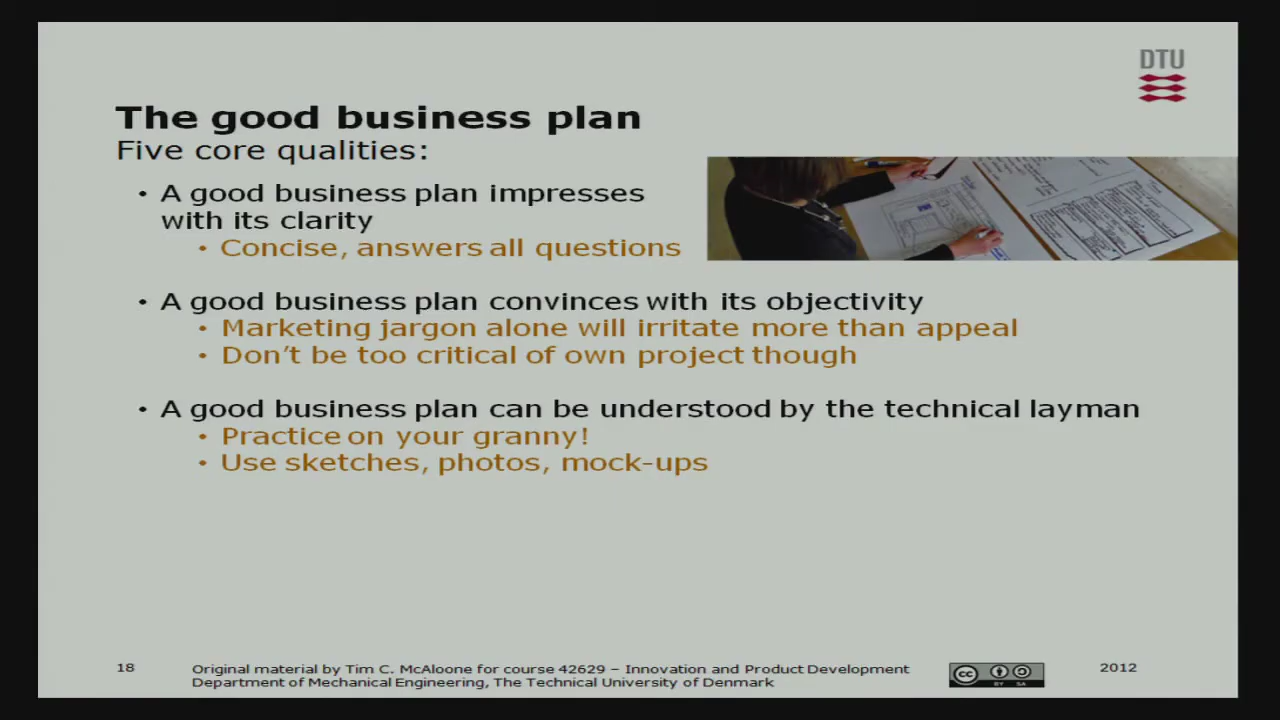 DTU
The good business plan
Five core qualities:
• A good business plan impresses
with its clarity
• Concise, answers all questions
• A good business plan convinces with its objectivity
• Marketing jargon alone will irritate more than appeal
• Don't be too critical of own project though
• A good business plan can be understood by the technical layman
• Practice on your granny!
• Use sketches, photos, mock-ups
18
Original material by Tim C. McAloone for course 42629 – Innovation and Product Development
Department of Mechanical Engineering, The Technical University of Denmark
cc
BY SA
2012